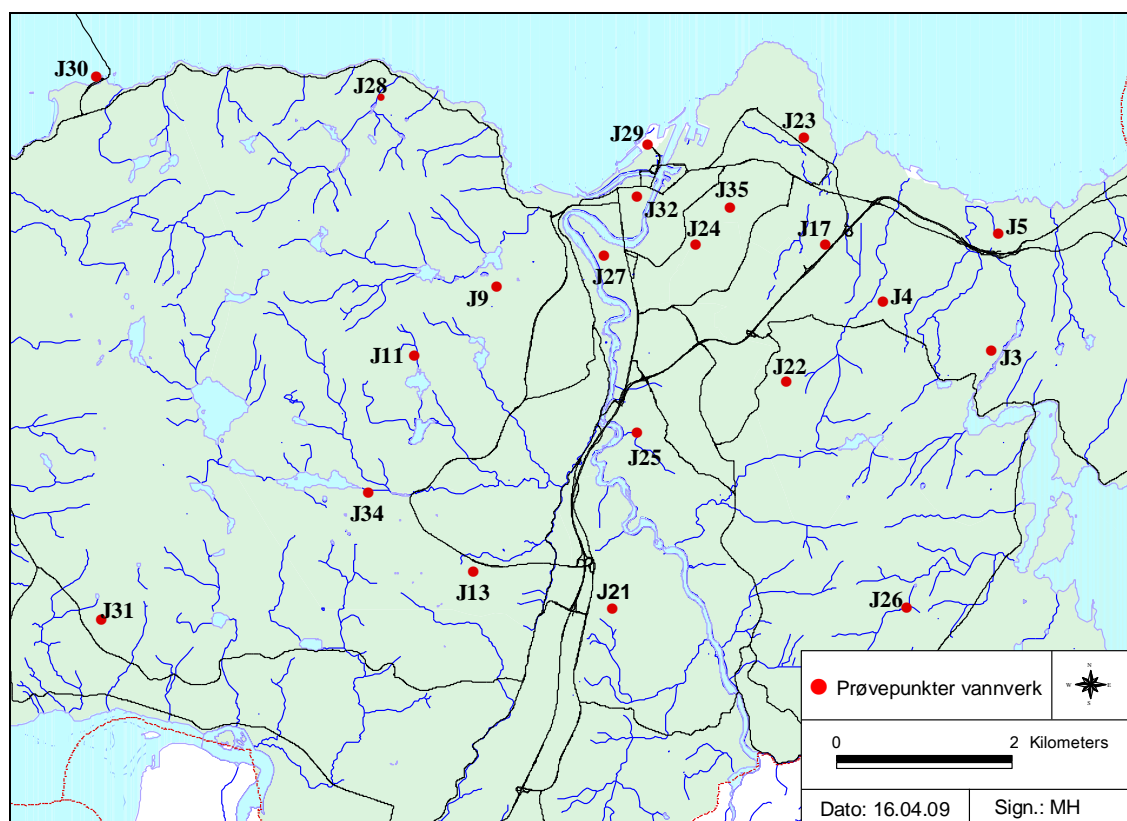 J30
J28
J29
J23
J35
J32
J5
J24
J17
J27
J9
J4
J11
J3
J22
J25
J34
J13
J21
J26
J31
Prøvepunkter vannverk
N
W E
S
0 2 Kilometers
Dato: 16.04.09 Sign.: MH